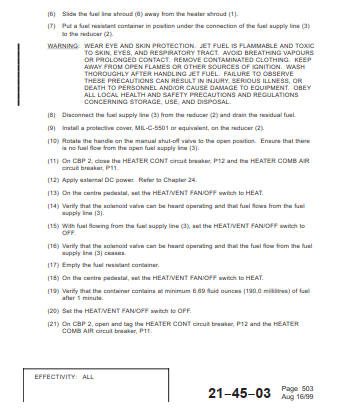 (6) Slide the fuel line shroud (6) away from the heater shroud (1).
(7) Put a fuel resistant container in position under the connection of the fuel supply line (3)
to the reducer (2).
WARNING: WEAR EYE AND SKIN PROTECTION. JET FUEL IS FLAMMABLE AND TOXIC
TO SKIN, EYES, AND RESPIRATORY TRACT. AVOID BREATHING VAPOURS
OR PROLONGED CONTACT. REMOVE CONTAMINATED CLOTHING. KEEP
AWAY FROM OPEN FLAMES OR OTHER SOURCES OF IGNITION. WASH
THOROUGHLY AFTER HANDLING JET FUEL. FAILURE TO OBSERVE
THESE PRECAUTIONS CAN RESULT IN INJURY, SERIOUS ILLNESS, OR
DEATH TO PERSONNEL AND/OR CAUSE DAMAGE TO EQUIPMENT. OBEY
ALL LOCAL HEALTH AND SAFETY PRECAUTIONS AND REGULATIONS
CONCERNING STORAGE, USE, AND DISPOSAL.
(8) Disconnect the fuel supply line (3) from the reducer (2) and drain the residual fuel.
(9) Install a protective cover, MIL-C-5501 or equivalent, on the reducer (2).
(10) Rotate the handle on the manual shut-off valve to the open position. Ensure that there
is no fuel flow from the open fuel supply line (3).
(11) On CBP 2, close the HEATER CONT circuit breaker, P12 and the HEATER COMB AIR
circuit breaker, P11.
(12) Apply external DC power. Refer to Chapter 24.
(13) On the centre pedestal, set the HEAT/VENT FAN/OFF switch to HEAT.
(14) Verify that the solenoid valve can be heard operating and that fuel flows from the fuel
supply line (3).
(15) With fuel flowing from the supply line (3), set the HEAT/VENT FAN/OFF switch to
OFF.
(16) Verify that the solenoid valve can be heard operating and that the fuel flow from the fuel
supply line (3) ceases.
(17) Empty the fuel resistant container.
(18) On the centre pedestal, set the HEAT/VENT FAN/OFF switch to HEAT.
(19) Verify that the container contains at minimum 6.69 fluid ounces (190,0 millilitres) of fuel
after 1 minute.
(20) Set the HEAT/VENT FAN/OFF switch to OFF.
(21) On CBP 2, open and tag the HEATER CONT circuit breaker, P12 and the HEATER
COMB AIR circuit breaker, P11.
EFFECTIVITY: ALL
21-45-03
Page 503
Aug 16/99